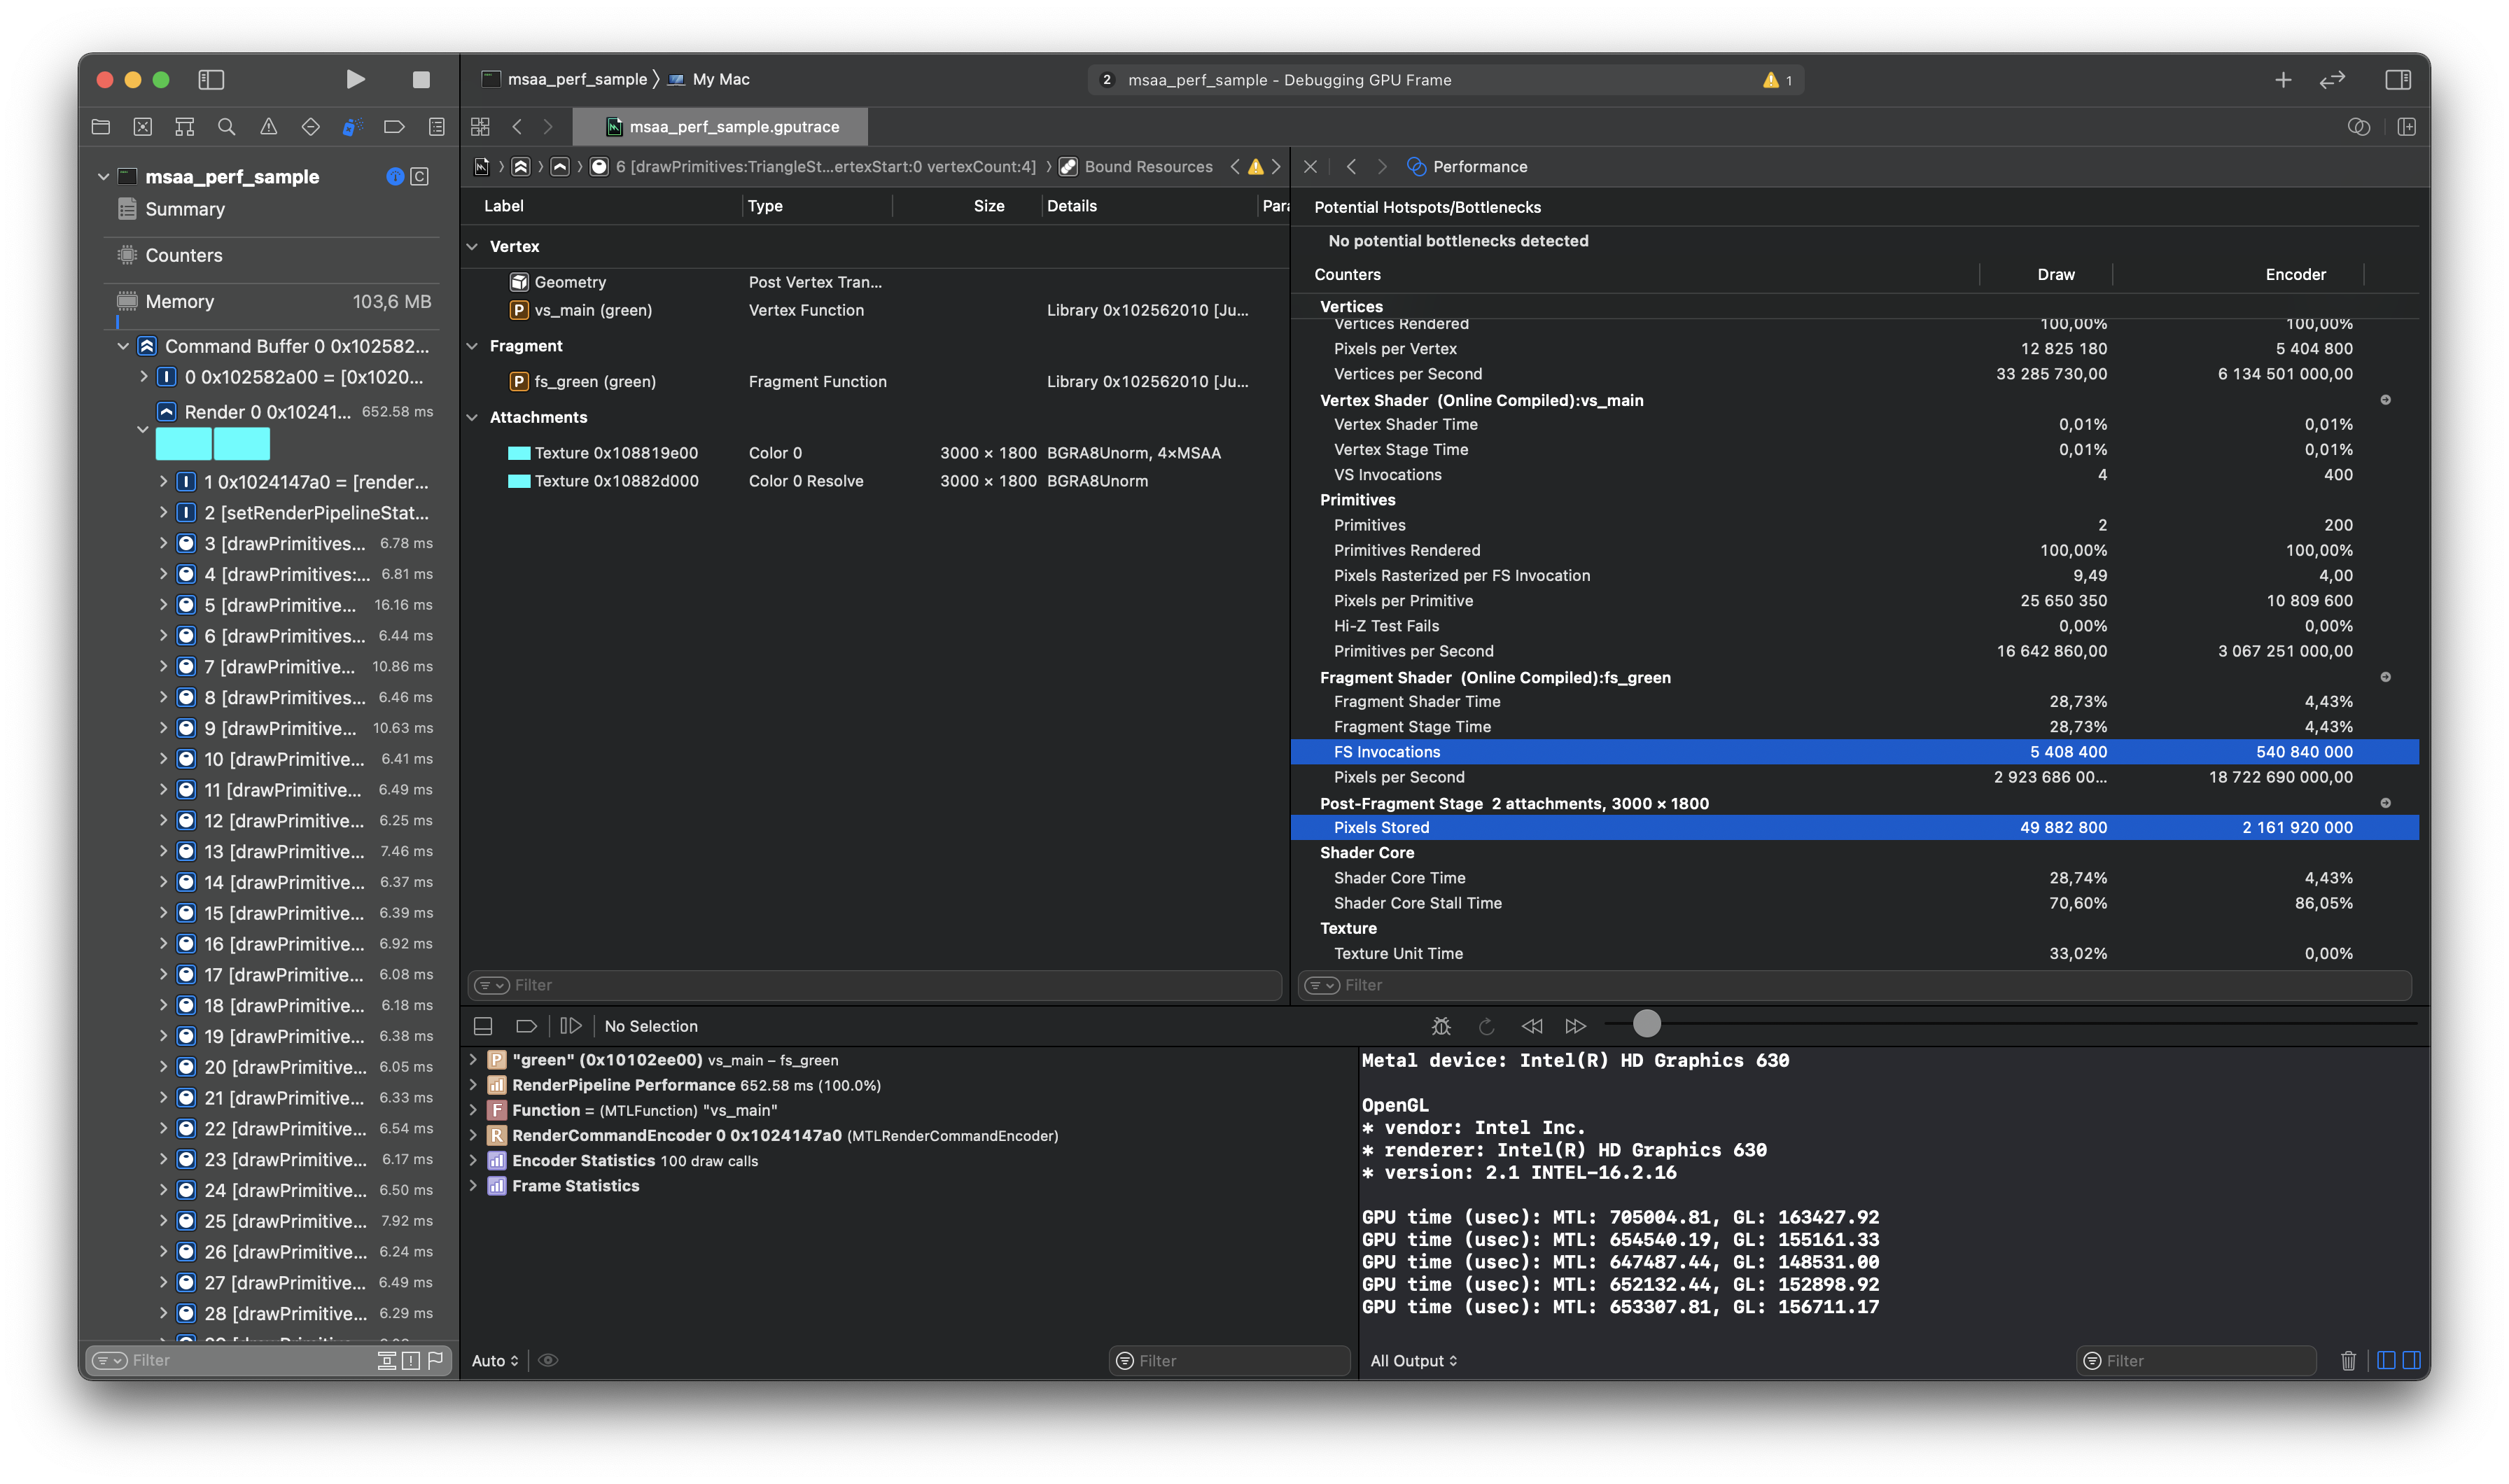 msaa_perf_sample 〉 My Mac
2 msaa_perf_sample - Debugging GPU Frame
1
msaa_perf_sample.gputrace
msaa_perf_sample
C
Summary
Counters
Memory 103,6 MB
Command Buffer 0 0x102582...
0 0x102582a00 = [0x1020...
Render 0 0x10241... 652.58 ms
1 0x1024147a0 = [render...
2 [setRenderPipelineStat...
3 [drawPrimitives... 6.78 ms
4 [drawPrimitives:... 6.81 ms
5 [drawPrimitive... 16.16 ms
6 [drawPrimitives... 6.44 ms
7 [drawPrimitive... 10.86 ms
8 [drawPrimitives... 6.46 ms
9 [drawPrimitive... 10.63 ms
10 [drawPrimitive... 6.41 ms
11 [drawPrimitive... 6.49 ms
12 [drawPrimitive... 6.25 ms
13 [drawPrimitive... 7.46 ms
14 [drawPrimitive... 6.37 ms
15 [drawPrimitive... 6.39 ms
16 [drawPrimitive... 6.92 ms
17 [drawPrimitive... 6.08 ms
18 [drawPrimitive... 6.18 ms
19 [drawPrimitive... 6.38 ms
20 [drawPrimitive... 6.05 ms
21 [drawPrimitive... 6.33 ms
22 [drawPrimitive... 6.54 ms
23 [drawPrimitive... 6.17 ms
24 [drawPrimitive... 6.50 ms
25 [drawPrimitive... 7.92 ms
26 [drawPrimitive... 6.24 ms
27 [drawPrimitive... 6.49 ms
28 [drawPrimitive... 6.29 ms
Filter
6 [drawPrimitives:TriangleSt...ertexStart:0 vertexCount:4] 〉 Bound Resources
Label Type Size Details Para
Vertex
Geometry Post Vertex Tran...
P vs_main (green) Vertex Function Library 0x102562010 [Ju...
Fragment
P fs_green (green) Fragment Function Library 0x102562010 [Ju...
Attachments
Texture 0x108819e00 Color 0 3000 × 1800 BGRA8Unorm, 4×MSAA
Texture 0x10882d000 Color 0 Resolve 3000 × 1800 BGRA8Unorm
Filter
Performance
Potential Hotspots/Bottlenecks
No potential bottlenecks detected
Counters Draw Encoder
Vertices
Vertices Rendered 100,00% 100,00%
Pixels per Vertex 12 825 180 5 404 800
Vertices per Second 33 285 730,00 6 134 501 000,00
Vertex Shader (Online Compiled):vs_main
Vertex Shader Time 0,01% 0,01%
Vertex Stage Time 0,01% 0,01%
VS Invocations 4 400
Primitives
Primitives 2 200
Primitives Rendered 100,00% 100,00%
Pixels Rasterized per FS Invocation 9,49 4,00
Pixels per Primitive 25 650 350 10 809 600
Hi-Z Test Fails 0,00% 0,00%
Primitives per Second 16 642 860,00 3 067 251 000,00
Fragment Shader (Online Compiled):fs_green
Fragment Shader Time 28,73% 4,43%
Fragment Stage Time 28,73% 4,43%
FS Invocations 5 408 400 540 840 000
Pixels per Second 2 923 686 00... 18 722 690 000,00
Post-Fragment Stage 2 attachments, 3000 × 1800
Pixels Stored 49 882 800 2 161 920 000
Shader Core
Shader Core Time 28,74% 4,43%
Shader Core Stall Time 70,60% 86,05%
Texture
Texture Unit Time 33,02% 0,00%
Filter
No Selection
P "green" (0x10102ee00) vs_main – fs_green
RenderPipeline Performance 652.58 ms (100.0%)
F Function = (MTLFunction) "vs_main"
R RenderCommandEncoder 0 0x1024147a0 (MTLRenderCommandEncoder)
Encoder Statistics 100 draw calls
Frame Statistics
Auto
Filter
Metal device: Intel(R) HD Graphics 630
OpenGL
* vendor: Intel Inc.
* renderer: Intel(R) HD Graphics 630
* version: 2.1 INTEL-16.2.16
GPU time (usec): MTL: 705004.81, GL: 163427.92
GPU time (usec): MTL: 654540.19, GL: 155161.33
GPU time (usec): MTL: 647487.44, GL: 148531.00
GPU time (usec): MTL: 652132.44, GL: 152898.92
GPU time (usec): MTL: 653307.81, GL: 156711.17
All Output
Filter